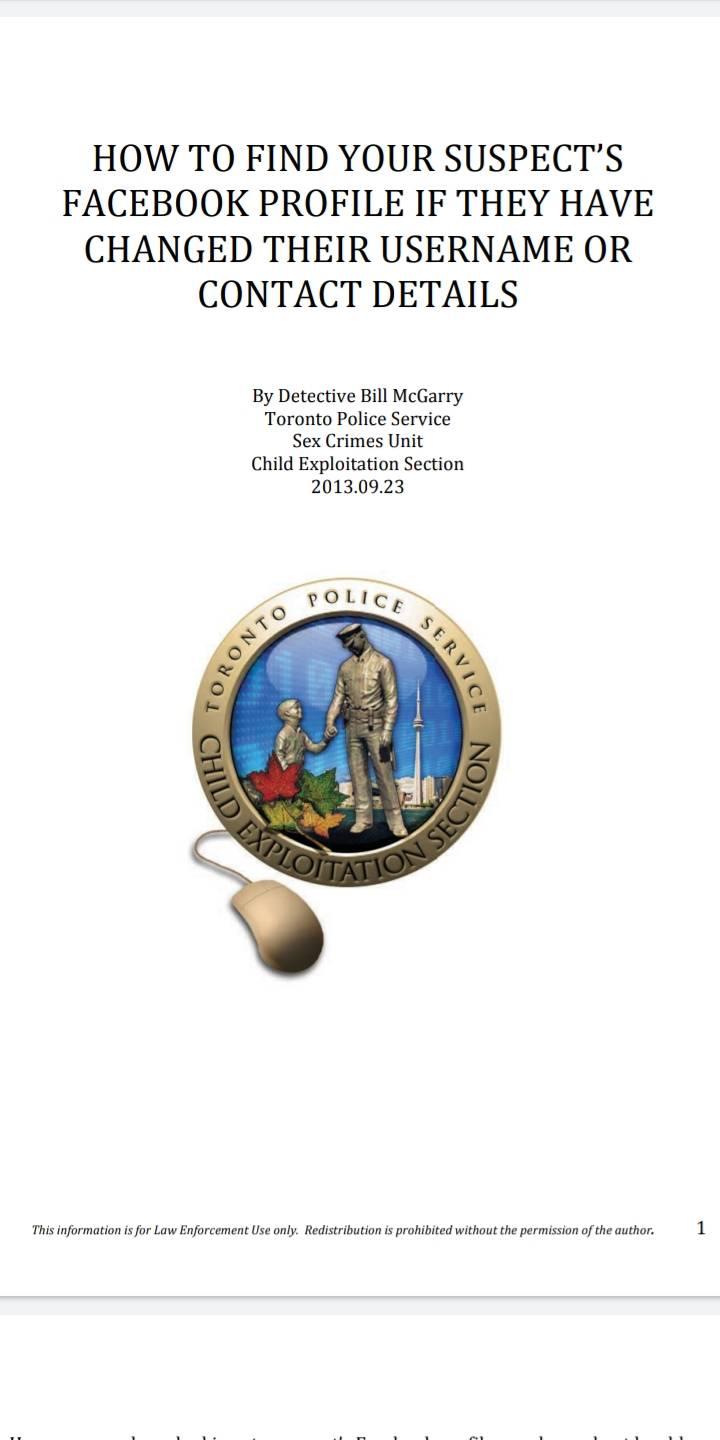 HOW TO FIND YOUR SUSPECT’S
FACEBOOK PROFILE IF THEY HAVE
CHANGED THEIR USERNAME OR
CONTACT DETAILS
By Detective Bill McGarry
Toronto Police Service
Sex Crimes Unit
Child Exploitation Section
2013.09.23
TORONTO POLICE SERVICE
CHILD EXPLOITATION SECTION
This information is for Law Enforcement Use only. Redistribution is prohibited without the permission of the author. 1